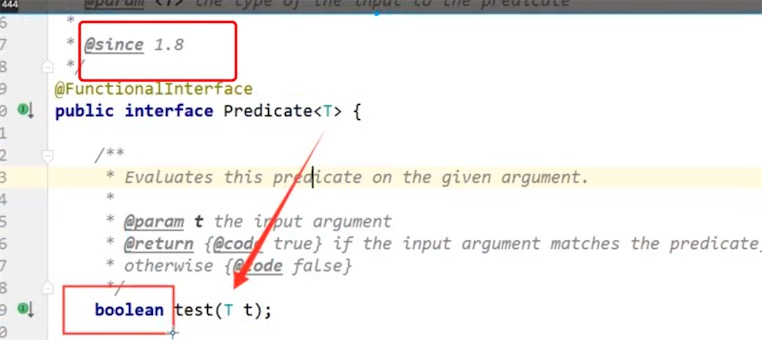 444
* @param <T> the type of the input to the predicate
6 *
7 * @since 1.8
8 */
9 @FunctionalInterface
0 public interface Predicate<T> {
1
2 /**
3 * Evaluates this predicate on the given argument.
4 *
5 * @param t the input argument
6 * @return {@code true} if the input argument matches the predicate,
7 * otherwise {@code false}
8 */
9 boolean test(T t);
0